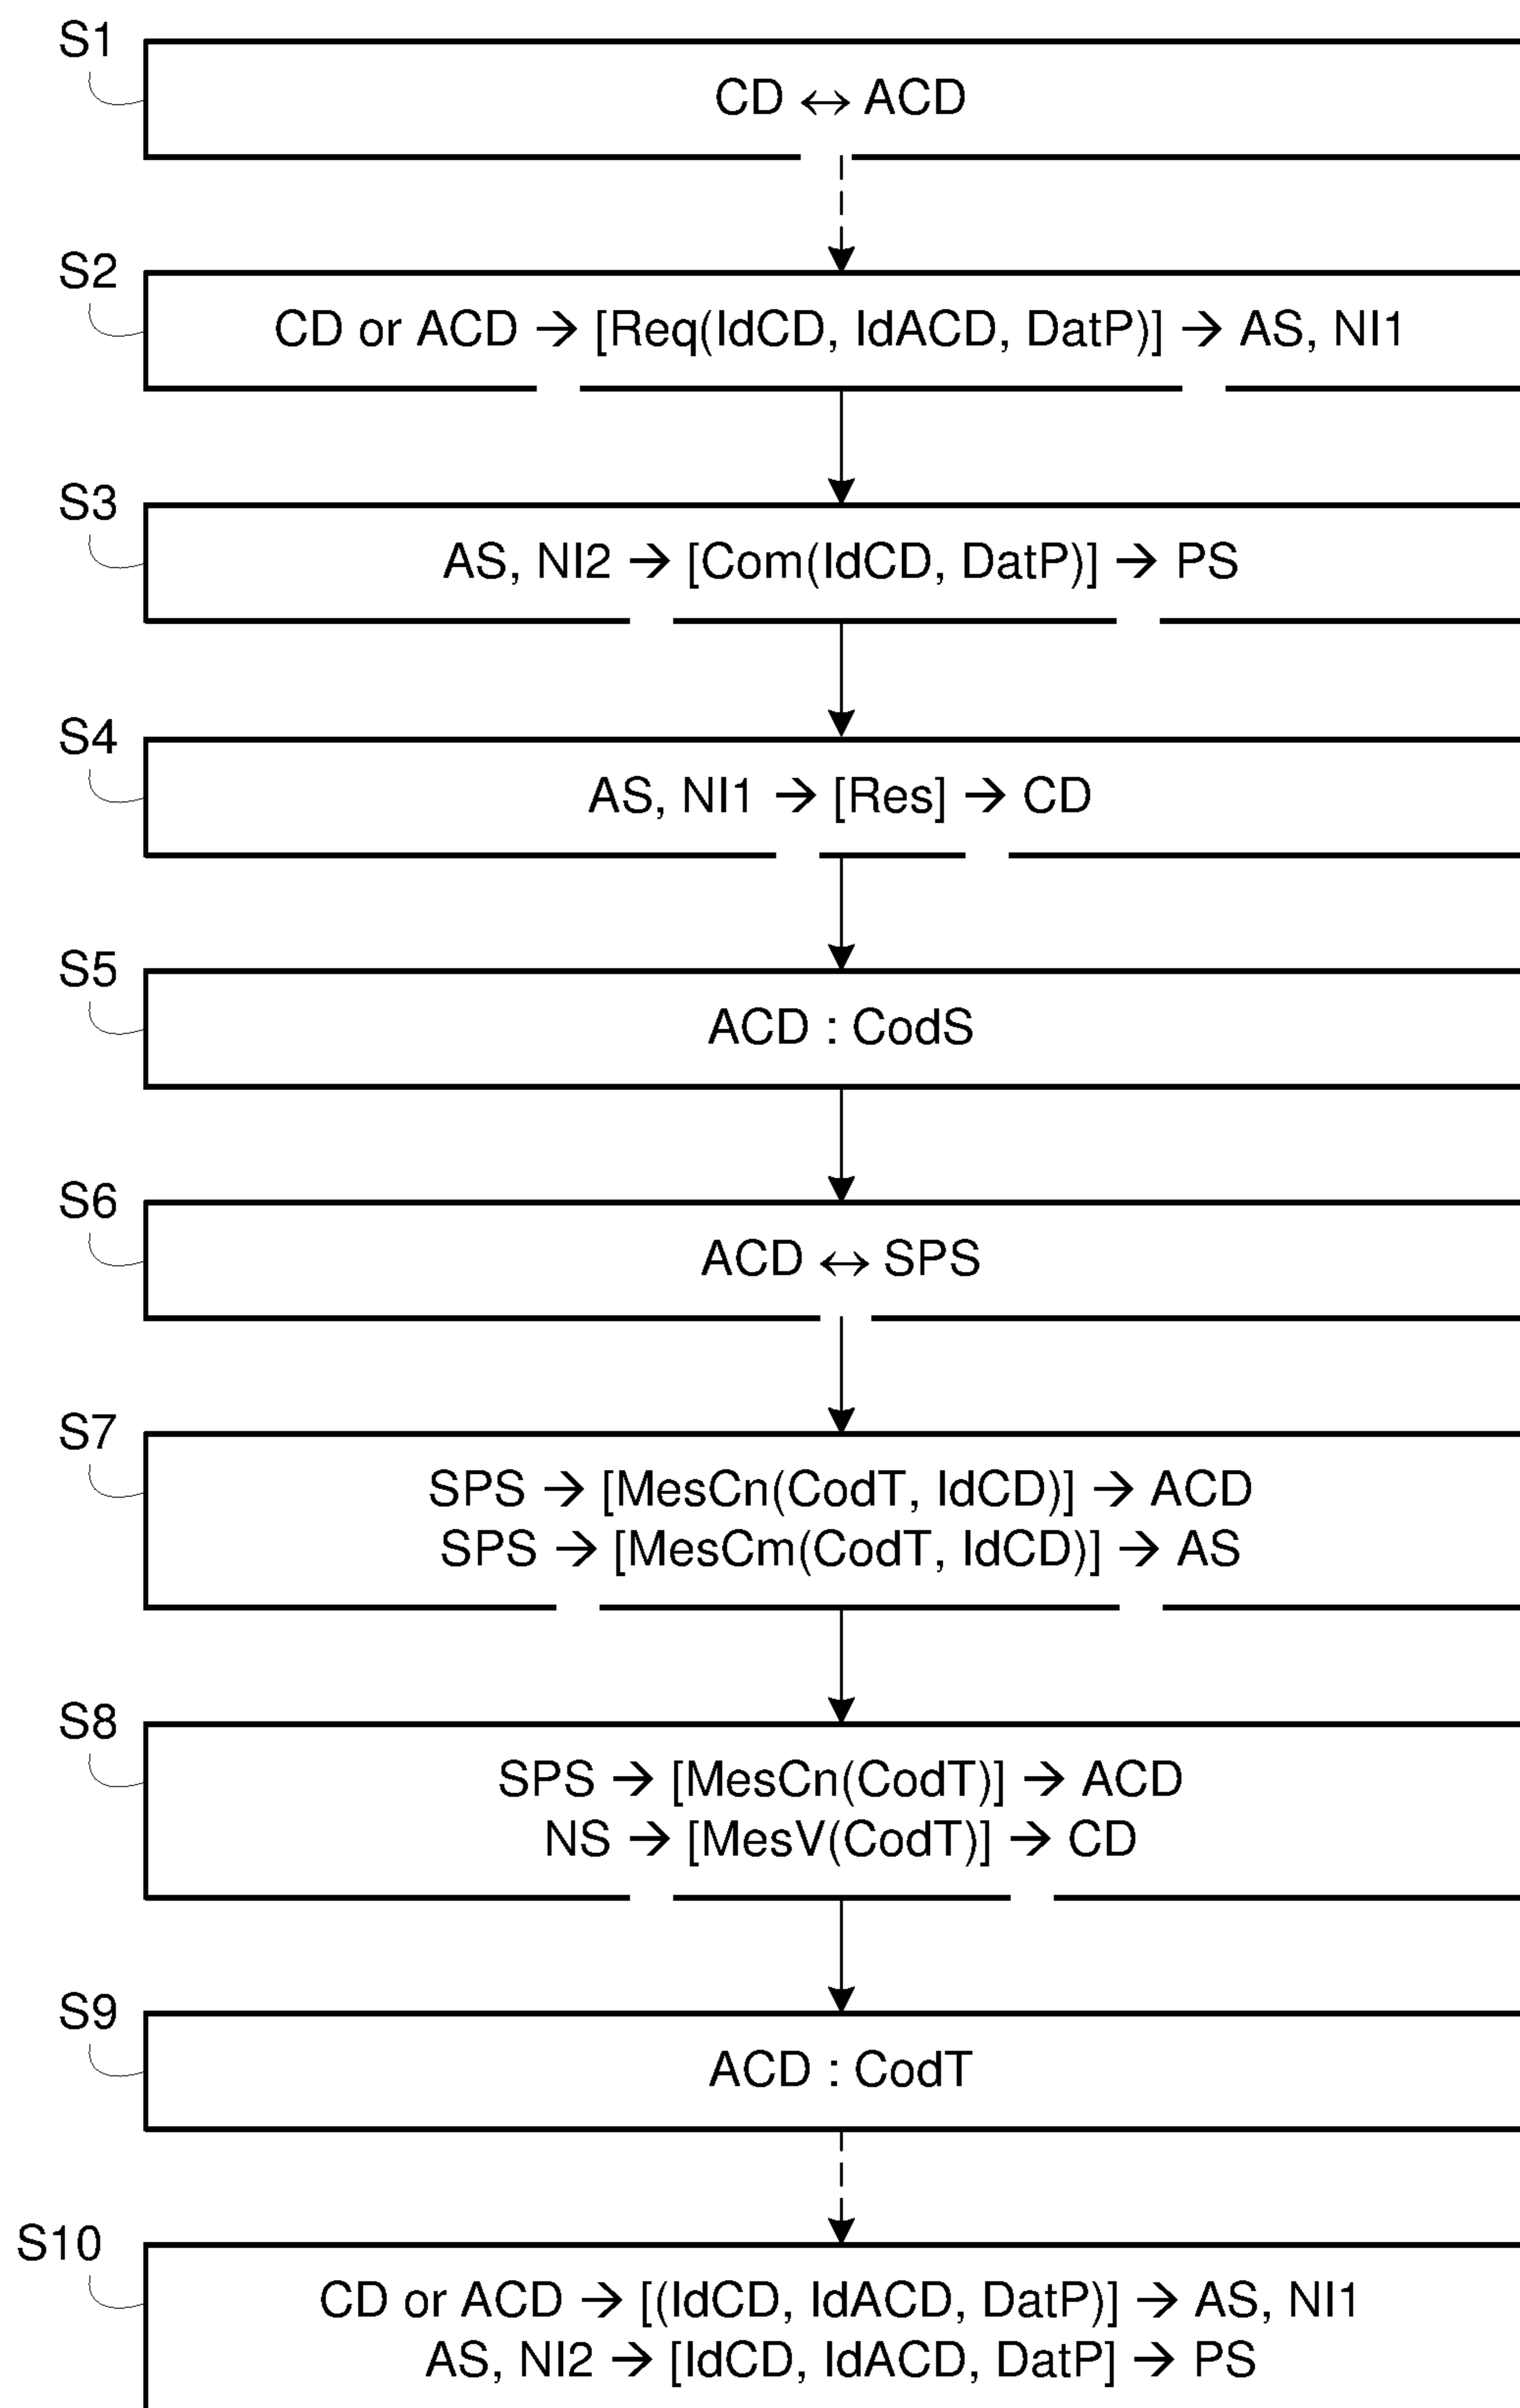 S1
CD ↔ ACD
S2
CD or ACD → [Req(IdCD, IdACD, DatP)] → AS, NI1
S3
AS, NI2 → [Com(IdCD, DatP)] → PS
S4
AS, NI1 → [Res] → CD
S5
ACD : CodS
S6
ACD ↔ SPS
S7
SPS → [MesCn(CodT, IdCD)] → ACD
SPS → [MesCm(CodT, IdCD)] → AS
S8
SPS → [MesCn(CodT)] → ACD
NS → [MesV(CodT)] → CD
S9
ACD : CodT
S10
CD or ACD → [(IdCD, IdACD, DatP)] → AS, NI1
AS, NI2 → [IdCD, IdACD, DatP] → PS